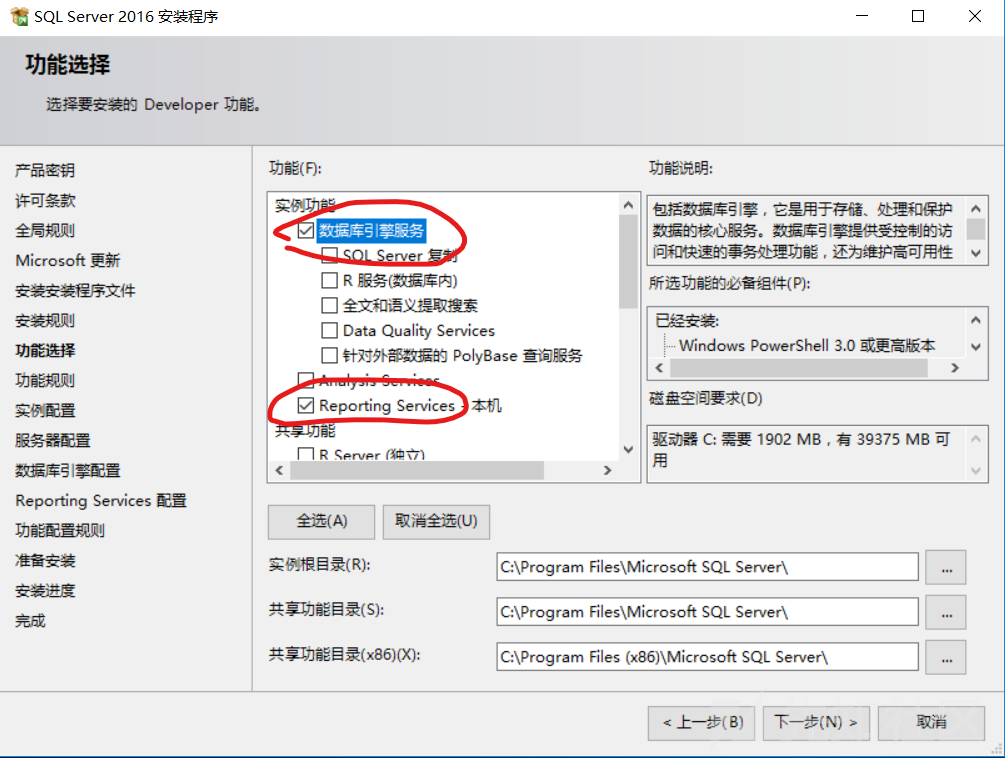 SQL Server 2016 安装程序
功能选择
选择要安装的 Developer 功能。
产品密钥
许可条款
全局规则
Microsoft 更新
安装安装程序文件
安装规则
功能选择
功能规则
实例配置
服务器配置
数据库引擎配置
Reporting Services 配置
功能配置规则
准备安装
安装进度
完成
功能(F):
实例功能
数据库引擎服务
SQL Server 复制
R 服务(数据库内)
全文和语义提取搜索
Data Quality Services
针对外部数据的 PolyBase 查询服务
Analysis Services
Reporting Services - 本机
共享功能
R Server (独立)
全选(A)
取消全选(U)
功能说明:
包括数据库引擎，它是用于存储、处理和保护
数据的核心服务。数据库引擎提供受控制的访
问和快速的事务处理功能，还为维护高可用性
所选功能的必备组件(P):
已经安装:
Windows PowerShell 3.0 或更高版本
磁盘空间要求(D)
驱动器 C: 需要 1902 MB，有 39375 MB 可
用
实例根目录(R):
C:\Program Files\Microsoft SQL Server\
...
共享功能目录(S):
C:\Program Files\Microsoft SQL Server\
...
共享功能目录(x86)(X):
C:\Program Files (x86)\Microsoft SQL Server\
...
< 上一步(B)
下一步(N) >
取消